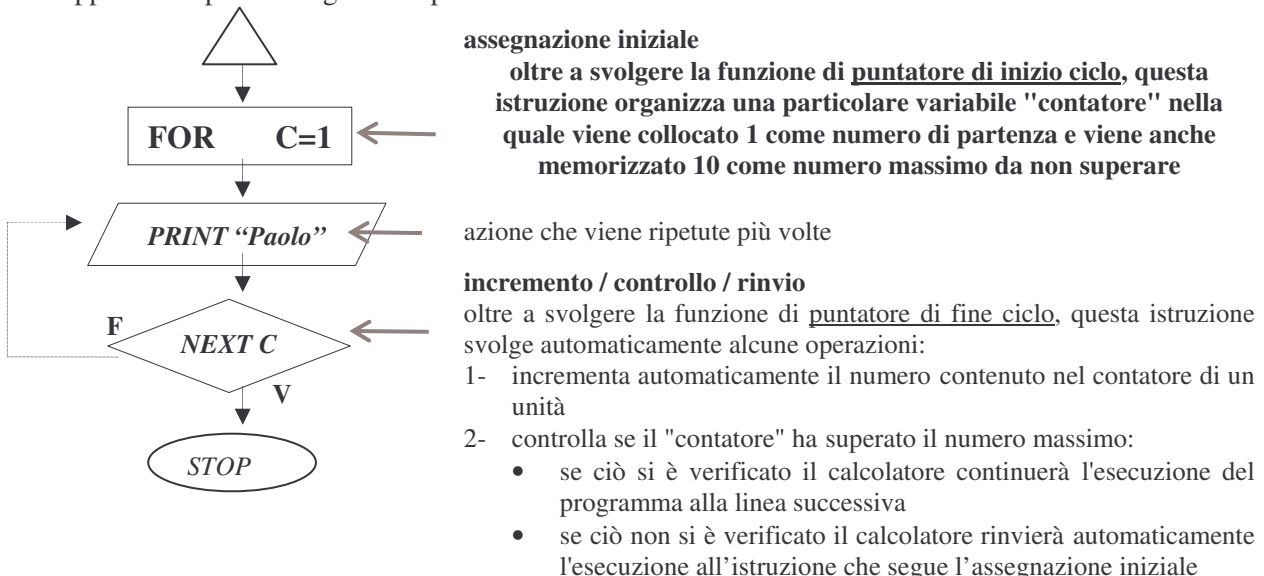 assegnazione iniziale
oltre a svolgere la funzione di puntatore di inizio ciclo, questa
istruzione organizza una particolare variabile "contatore" nella
quale viene collocato 1 come numero di partenza e viene anche
memorizzato 10 come numero massimo da non superare
FOR C=1
PRINT “Paolo”
azione che viene ripetute più volte
incremento / controllo / rinvio
oltre a svolgere la funzione di puntatore di fine ciclo, questa istruzione
svolge automaticamente alcune operazioni:
1- incrementa automaticamente il numero contenuto nel contatore di un
unità
2- controlla se il "contatore" ha superato il numero massimo:
• se ciò si è verificato il calcolatore continuerà l'esecuzione del
programma alla linea successiva
• se ciò non si è verificato il calcolatore rinvierà automaticamente
l'esecuzione all’istruzione che segue l’assegnazione iniziale
F
NEXT C
V
STOP